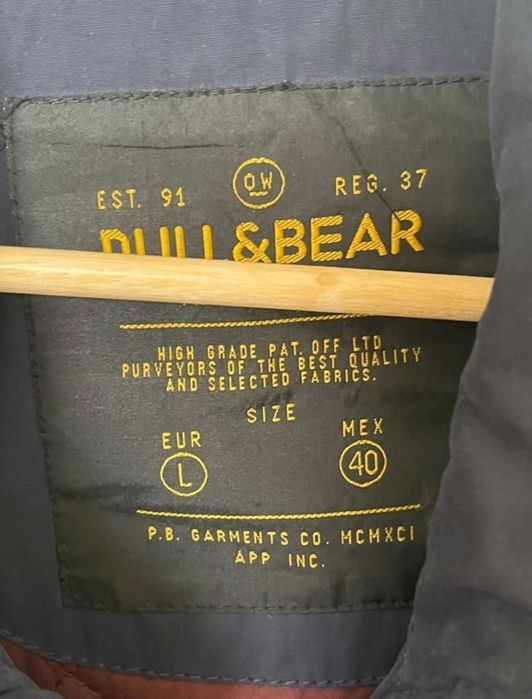 QW
EST. 91 REG. 37
PULL&BEAR
HIGH GRADE PAT. OFF LTD
PURVEYORS OF THE BEST QUALITY
AND SELECTED FABRICS.
SIZE
EUR MEX
L 40
P.B. GARMENTS CO. MCMXCI
APP INC.